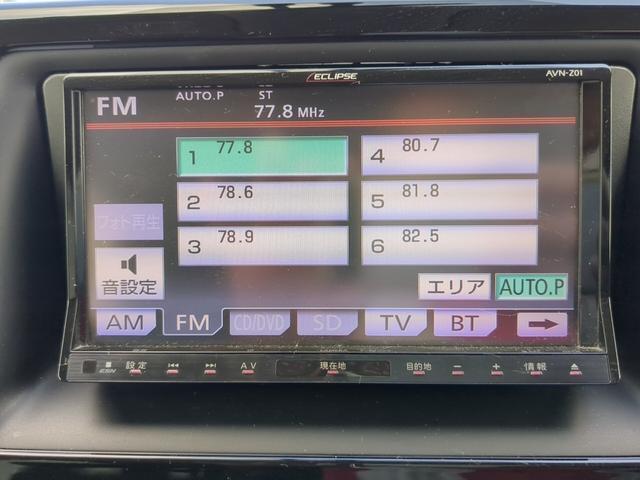 ECLIPSE AVN-Z01
FM AUTO.P ST
77.8 MHz
1 77.8
4 80.7
2 78.6
5 81.8
3 78.9
6 82.5
フォト再生
音設定
エリア AUTO.P
AM FM CD/DVD SD TV BT
ESN 設定 AV 現在地 目的地 − + 情報